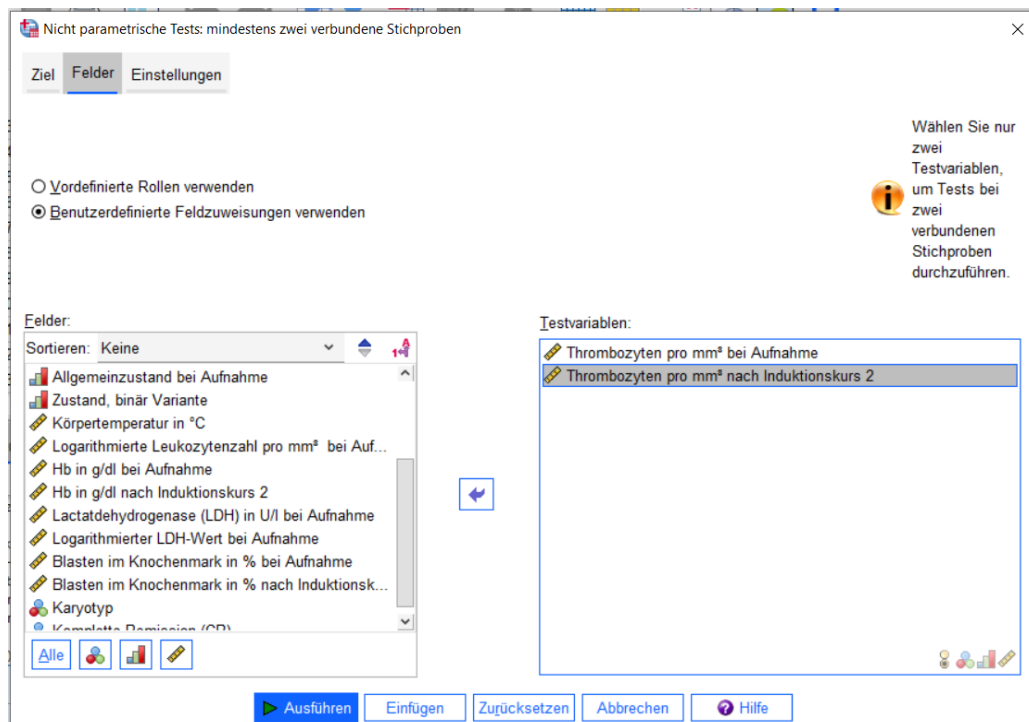 Nicht parametrische Tests: mindestens zwei verbundene Stichproben
Ziel Felder Einstellungen
Wählen Sie nur
zwei
Testvariablen,
um Tests bei
zwei
verbundenen
Stichproben
durchzuführen.
Vordefinierte Rollen verwenden
Benutzerdefinierte Feldzuweisungen verwenden
Felder:
Sortieren: Keine
Allgemeinzustand bei Aufnahme
Zustand, binär Variante
Körpertemperatur in °C
Logarithmierte Leukozytenzahl pro mm³ bei Auf...
Hb in g/dl bei Aufnahme
Hb in g/dl nach Induktionskurs 2
Lactatdehydrogenase (LDH) in U/l bei Aufnahme
Logarithmierter LDH-Wert bei Aufnahme
Blasten im Knochenmark in % bei Aufnahme
Blasten im Knochenmark in % nach Induktionsk...
Karyotyp
Komplette Remission (CR)
Alle
Testvariablen:
Thrombozyten pro mm³ bei Aufnahme
Thrombozyten pro mm³ nach Induktionskurs 2
Ausführen Einfügen Zurücksetzen Abbrechen Hilfe